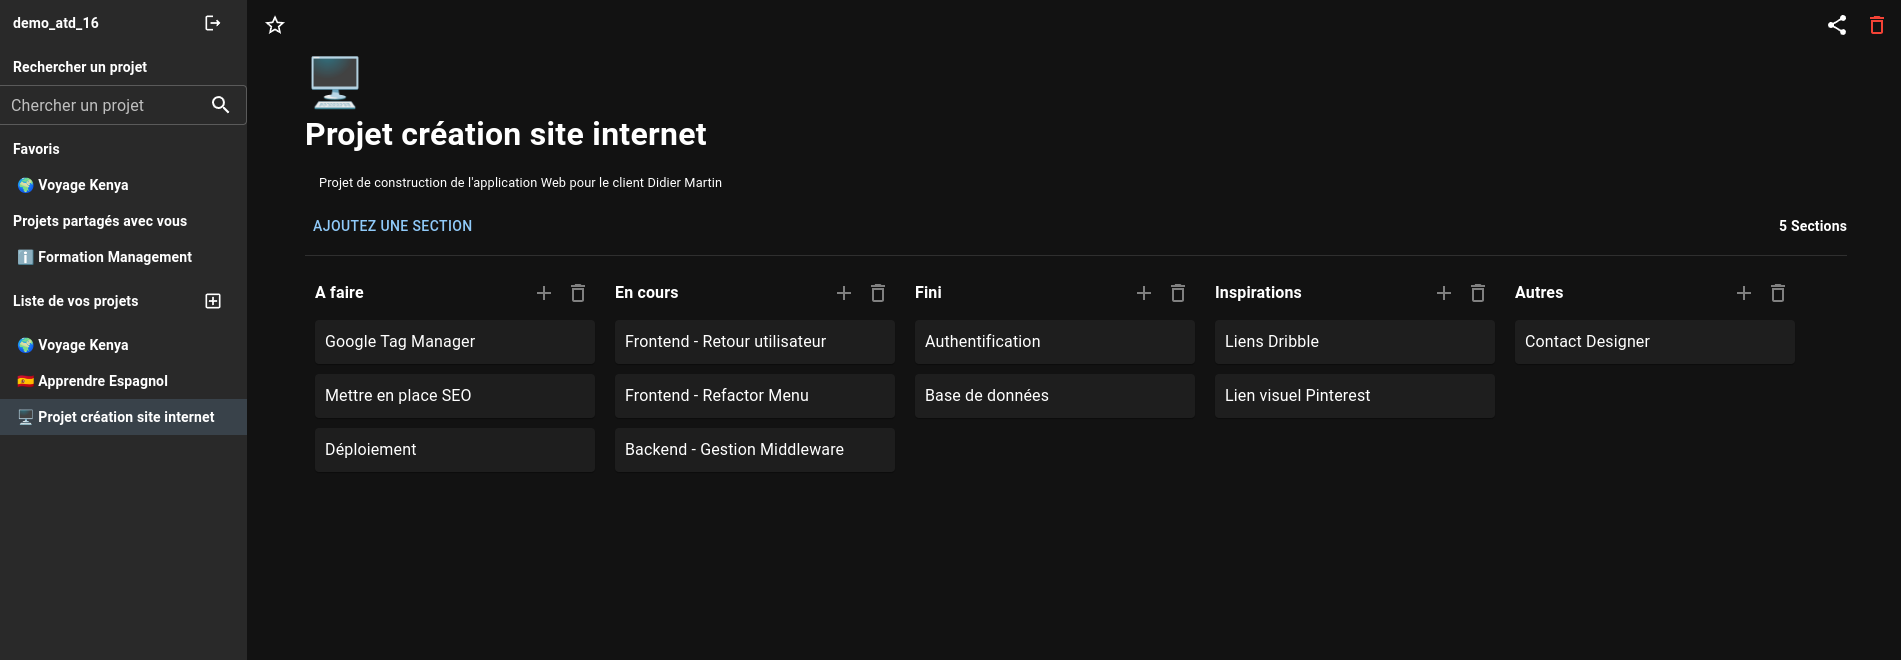 demo_atd_16
Rechercher un projet
Chercher un projet
Favoris
Voyage Kenya
Projets partagés avec vous
Formation Management
Liste de vos projets
Voyage Kenya
Apprendre Espagnol
Projet création site internet
Projet création site internet
Projet de construction de l'application Web pour le client Didier Martin
AJOUTEZ UNE SECTION
5 Sections
A faire
Google Tag Manager
Mettre en place SEO
Déploiement
En cours
Frontend - Retour utilisateur
Frontend - Refactor Menu
Backend - Gestion Middleware
Fini
Authentification
Base de données
Inspirations
Liens Dribble
Lien visuel Pinterest
Autres
Contact Designer